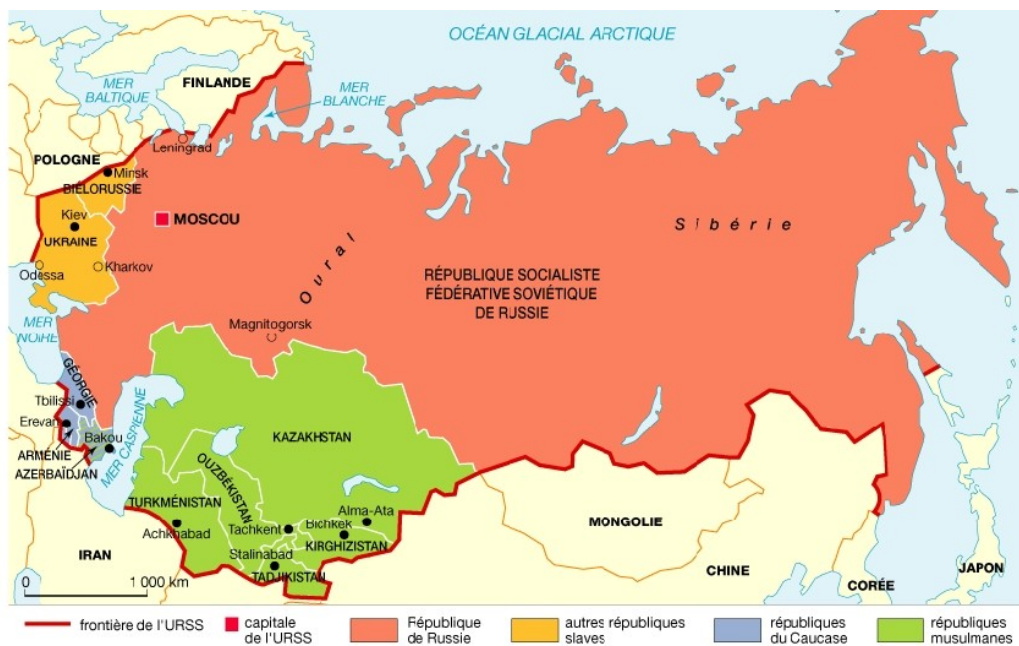 OCÉAN GLACIAL ARCTIQUE
MER
BALTIQUE
FINLANDE
MER
BLANCHE
Leningrad
POLOGNE
Minsk
BIÉLORUSSIE
Kiev
UKRAINE
MOSCOU
Sibérie
Odessa
Kharkov
Oural
RÉPUBLIQUE SOCIALISTE
FÉDÉRATIVE SOVIÉTIQUE
DE RUSSIE
MER
NOIRE
Magnitogorsk
GÉORGIE
Tbilissi
Erevan
Bakou
ARMÉNIE
AZERBAÏDJAN
MER CASPIENNE
KAZAKHSTAN
OUZBÉKISTAN
TURKMÉNISTAN
Achkhabad
Tachkent
Bichkek
Alma-Ata
KIRGHIZISTAN
Stalinabad
TADJIKISTAN
MONGOLIE
IRAN
CHINE
CORÉE
JAPON
0 1 000 km
frontière de l'URSS
capitale
de l'URSS
République
de Russie
autres républiques
slaves
républiques
du Caucase
républiques
musulmanes